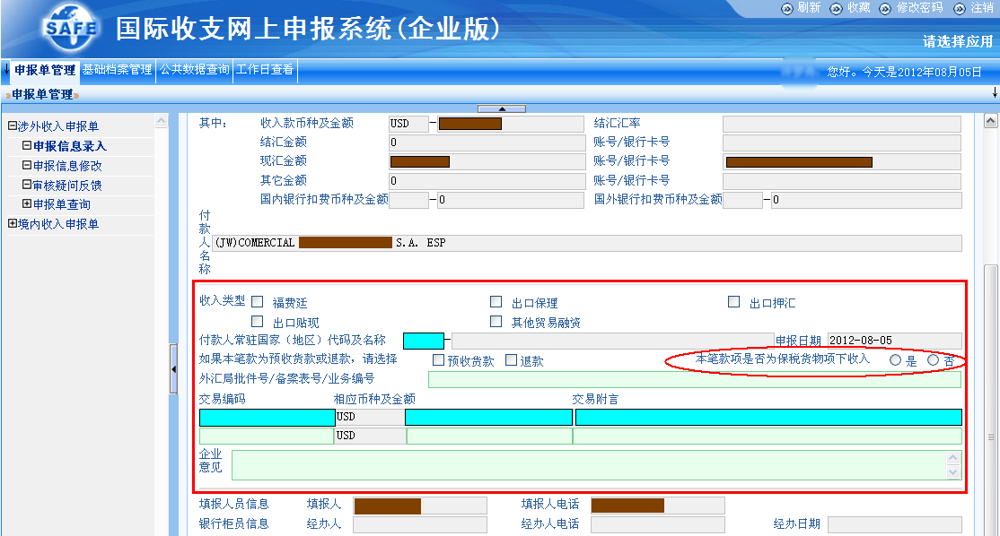 刷新 收藏 修改密码 注销
SAFE 国际收支网上申报系统(企业版)
请选择应用
申报单管理 基础档案管理 公共数据查询 工作日查看
您好。今天是2012年08月05日
申报单管理
涉外收入申报单
申报信息录入
申报信息修改
审核疑问反馈
申报单查询
境内收入申报单
其中: 收入款币种及金额 USD - 结汇汇率
结汇金额 0 账号/银行卡号
现汇金额 账号/银行卡号
其它金额 0 账号/银行卡号
国内银行扣费币种及金额 -0 国外银行扣费币种及金额 -0
付款人名称 (JW)COMERCIAL S.A. ESP
收入类型 福费廷 出口保理 出口押汇
出口贴现 其他贸易融资
付款人常驻国家(地区)代码及名称 - 申报日期 2012-08-05
如果本笔款为预收货款或退款,请选择 预收货款 退款 本笔款项是否为保税货物项下收入 是 否
外汇局批件号/备案表号/业务编号
交易编码 相应币种及金额 交易附言
USD
USD
企业
意见
填报人员信息 填报人 填报人电话
银行柜员信息 经办人 经办人电话 经办日期